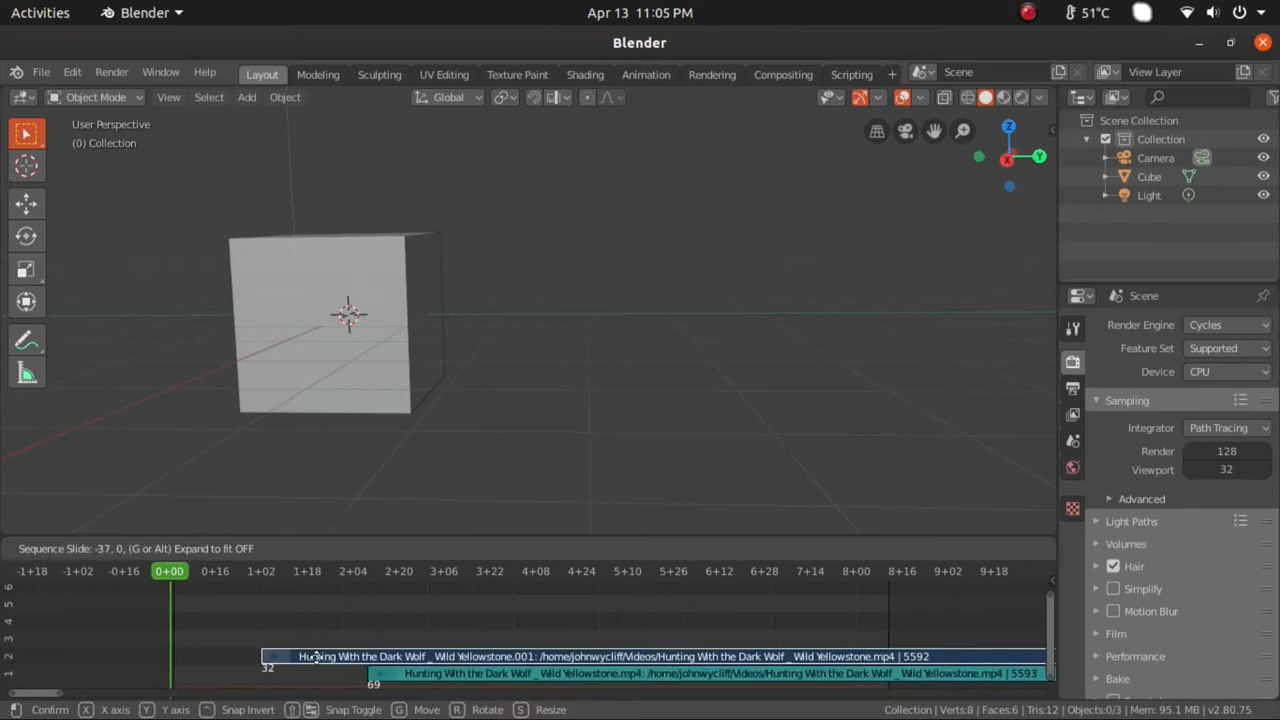 Activities Blender Apr 13 11:05 PM 51°C
Blender
File Edit Render Window Help Layout Modeling Sculpting UV Editing Texture Paint Shading Animation Rendering Compositing Scripting + Scene View Layer
Object Mode View Select Add Object Global
User Perspective
(0) Collection
Z
Y
X
Scene Collection
Collection
Camera
Cube
Light
Scene
Render Engine Cycles
Feature Set Supported
Device CPU
Sampling
Integrator Path Tracing
Render 128
Viewport 32
Advanced
Light Paths
Volumes
Hair
Simplify
Motion Blur
Film
Performance
Bake
Sequence Slide: -37, 0, (G or Alt) Expand to fit OFF
-1+18 -1+02 -0+16 0+00 0+16 1+02 1+18 2+04 2+20 3+06 3+22 4+08 4+24 5+10 5+26 6+12 6+28 7+14 8+00 8+16 9+02 9+18
6
5
4
3
2
1
Hunting With the Dark Wolf _ Wild Yellowstone.001: /home/johnwycliff/Videos/Hunting With the Dark Wolf _ Wild Yellowstone.mp4 | 5592
32
Hunting With the Dark Wolf _ Wild Yellowstone.mp4: /home/johnwycliff/Videos/Hunting With the Dark Wolf _ Wild Yellowstone.mp4 | 5593
69
Confirm X X axis Y Y axis Snap Invert Snap Toggle G Move R Rotate S Resize Collection | Verts:8 | Faces:6 | Tris:12 | Objects:0/3 | Mem: 95.1 MB | v2.80.75